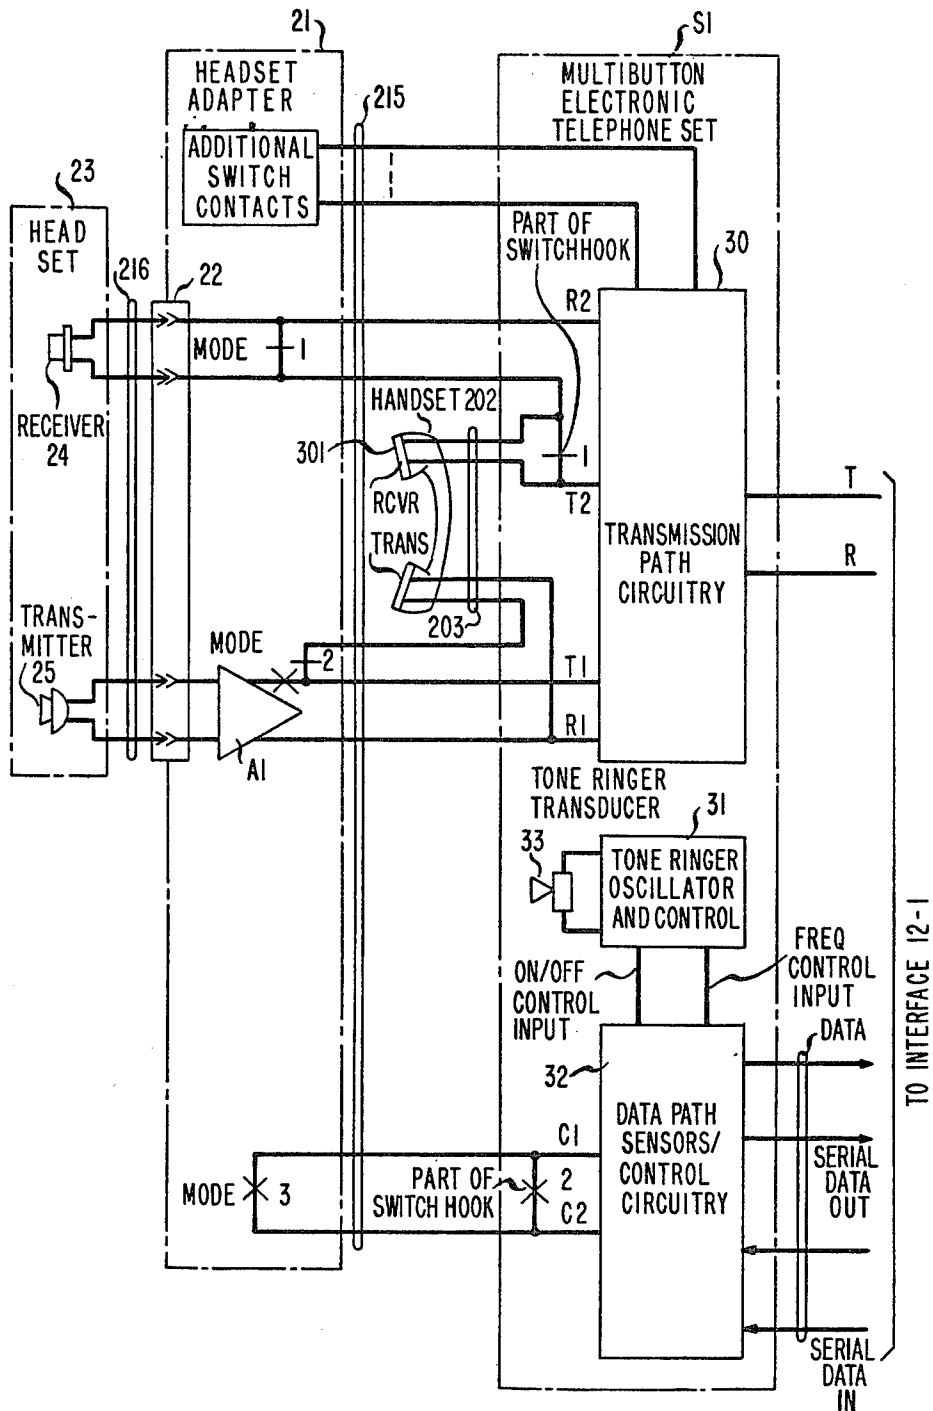 21
S1
HEADSET
ADAPTER
215
MULTIBUTTON
ELECTRONIC
TELEPHONE SET
ADDITIONAL
SWITCH
CONTACTS
23
HEAD
SET
216
22
PART OF
SWITCHHOOK
30
R2
MODE
1
RECEIVER
24
HANDSET 202
301
1
RCVR
T2
T
TRANS
TRANSMISSION
PATH
CIRCUITRY
R
TRANS-
MITTER
25
203
MODE
2
T1
R1
A1
TONE RINGER
TRANSDUCER
31
33
TONE RINGER
OSCILLATOR
AND CONTROL
ON/OFF
CONTROL
INPUT
FREQ
CONTROL
INPUT
TO INTERFACE 12-1
DATA
32
C1
DATA PATH
SENSORS/
CONTROL
CIRCUITRY
SERIAL
DATA
OUT
MODE
3
PART OF
SWITCH HOOK
2
C2
SERIAL
DATA
IN